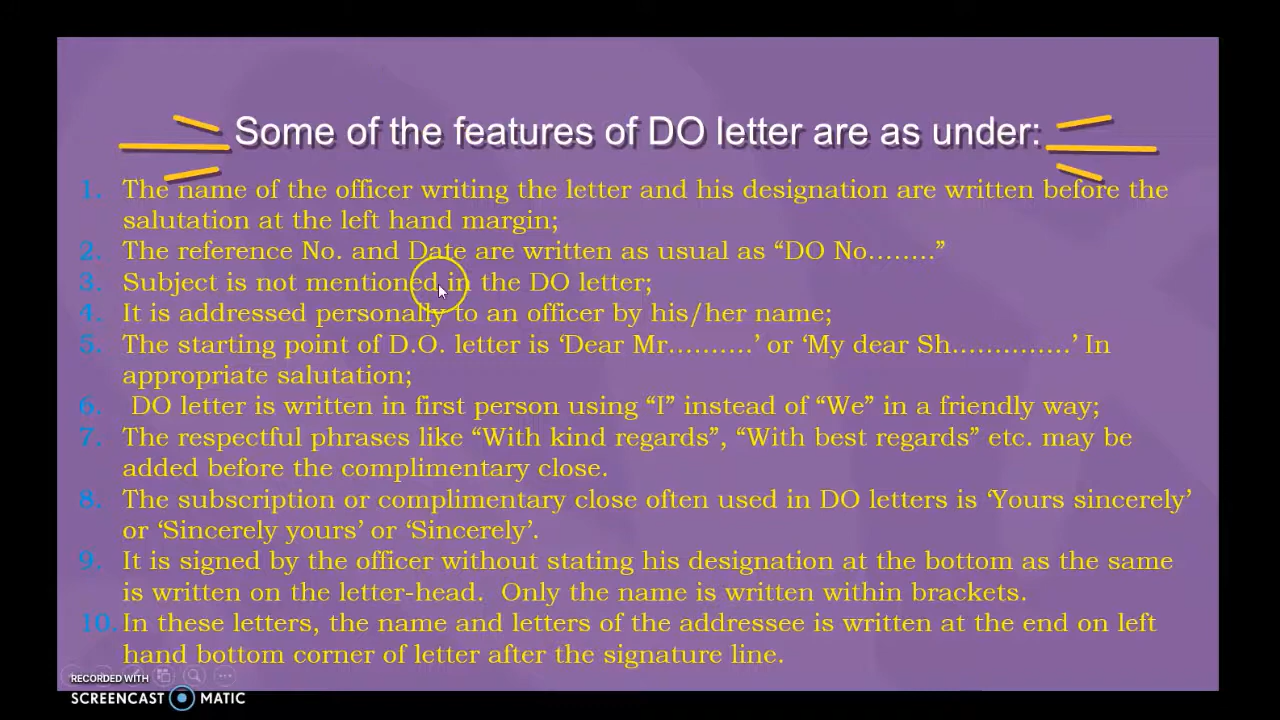 Some of the features of DO letter are as under:
1. The name of the officer writing the letter and his designation are written before the
salutation at the left hand margin;
2. The reference No. and Date are written as usual as “DO No........”
3. Subject is not mentioned in the DO letter;
4. It is addressed personally to an officer by his/her name;
5. The starting point of D.O. letter is ‘Dear Mr..........’ or ‘My dear Sh..............’ In
appropriate salutation;
6. DO letter is written in first person using “I” instead of “We” in a friendly way;
7. The respectful phrases like “With kind regards”, “With best regards” etc. may be
added before the complimentary close.
8. The subscription or complimentary close often used in DO letters is ‘Yours sincerely’
or ‘Sincerely yours’ or ‘Sincerely’.
9. It is signed by the officer without stating his designation at the bottom as the same
is written on the letter-head. Only the name is written within brackets.
10. In these letters, the name and letters of the addressee is written at the end on left
hand bottom corner of letter after the signature line.
RECORDED WITH
SCREENCAST MATIC